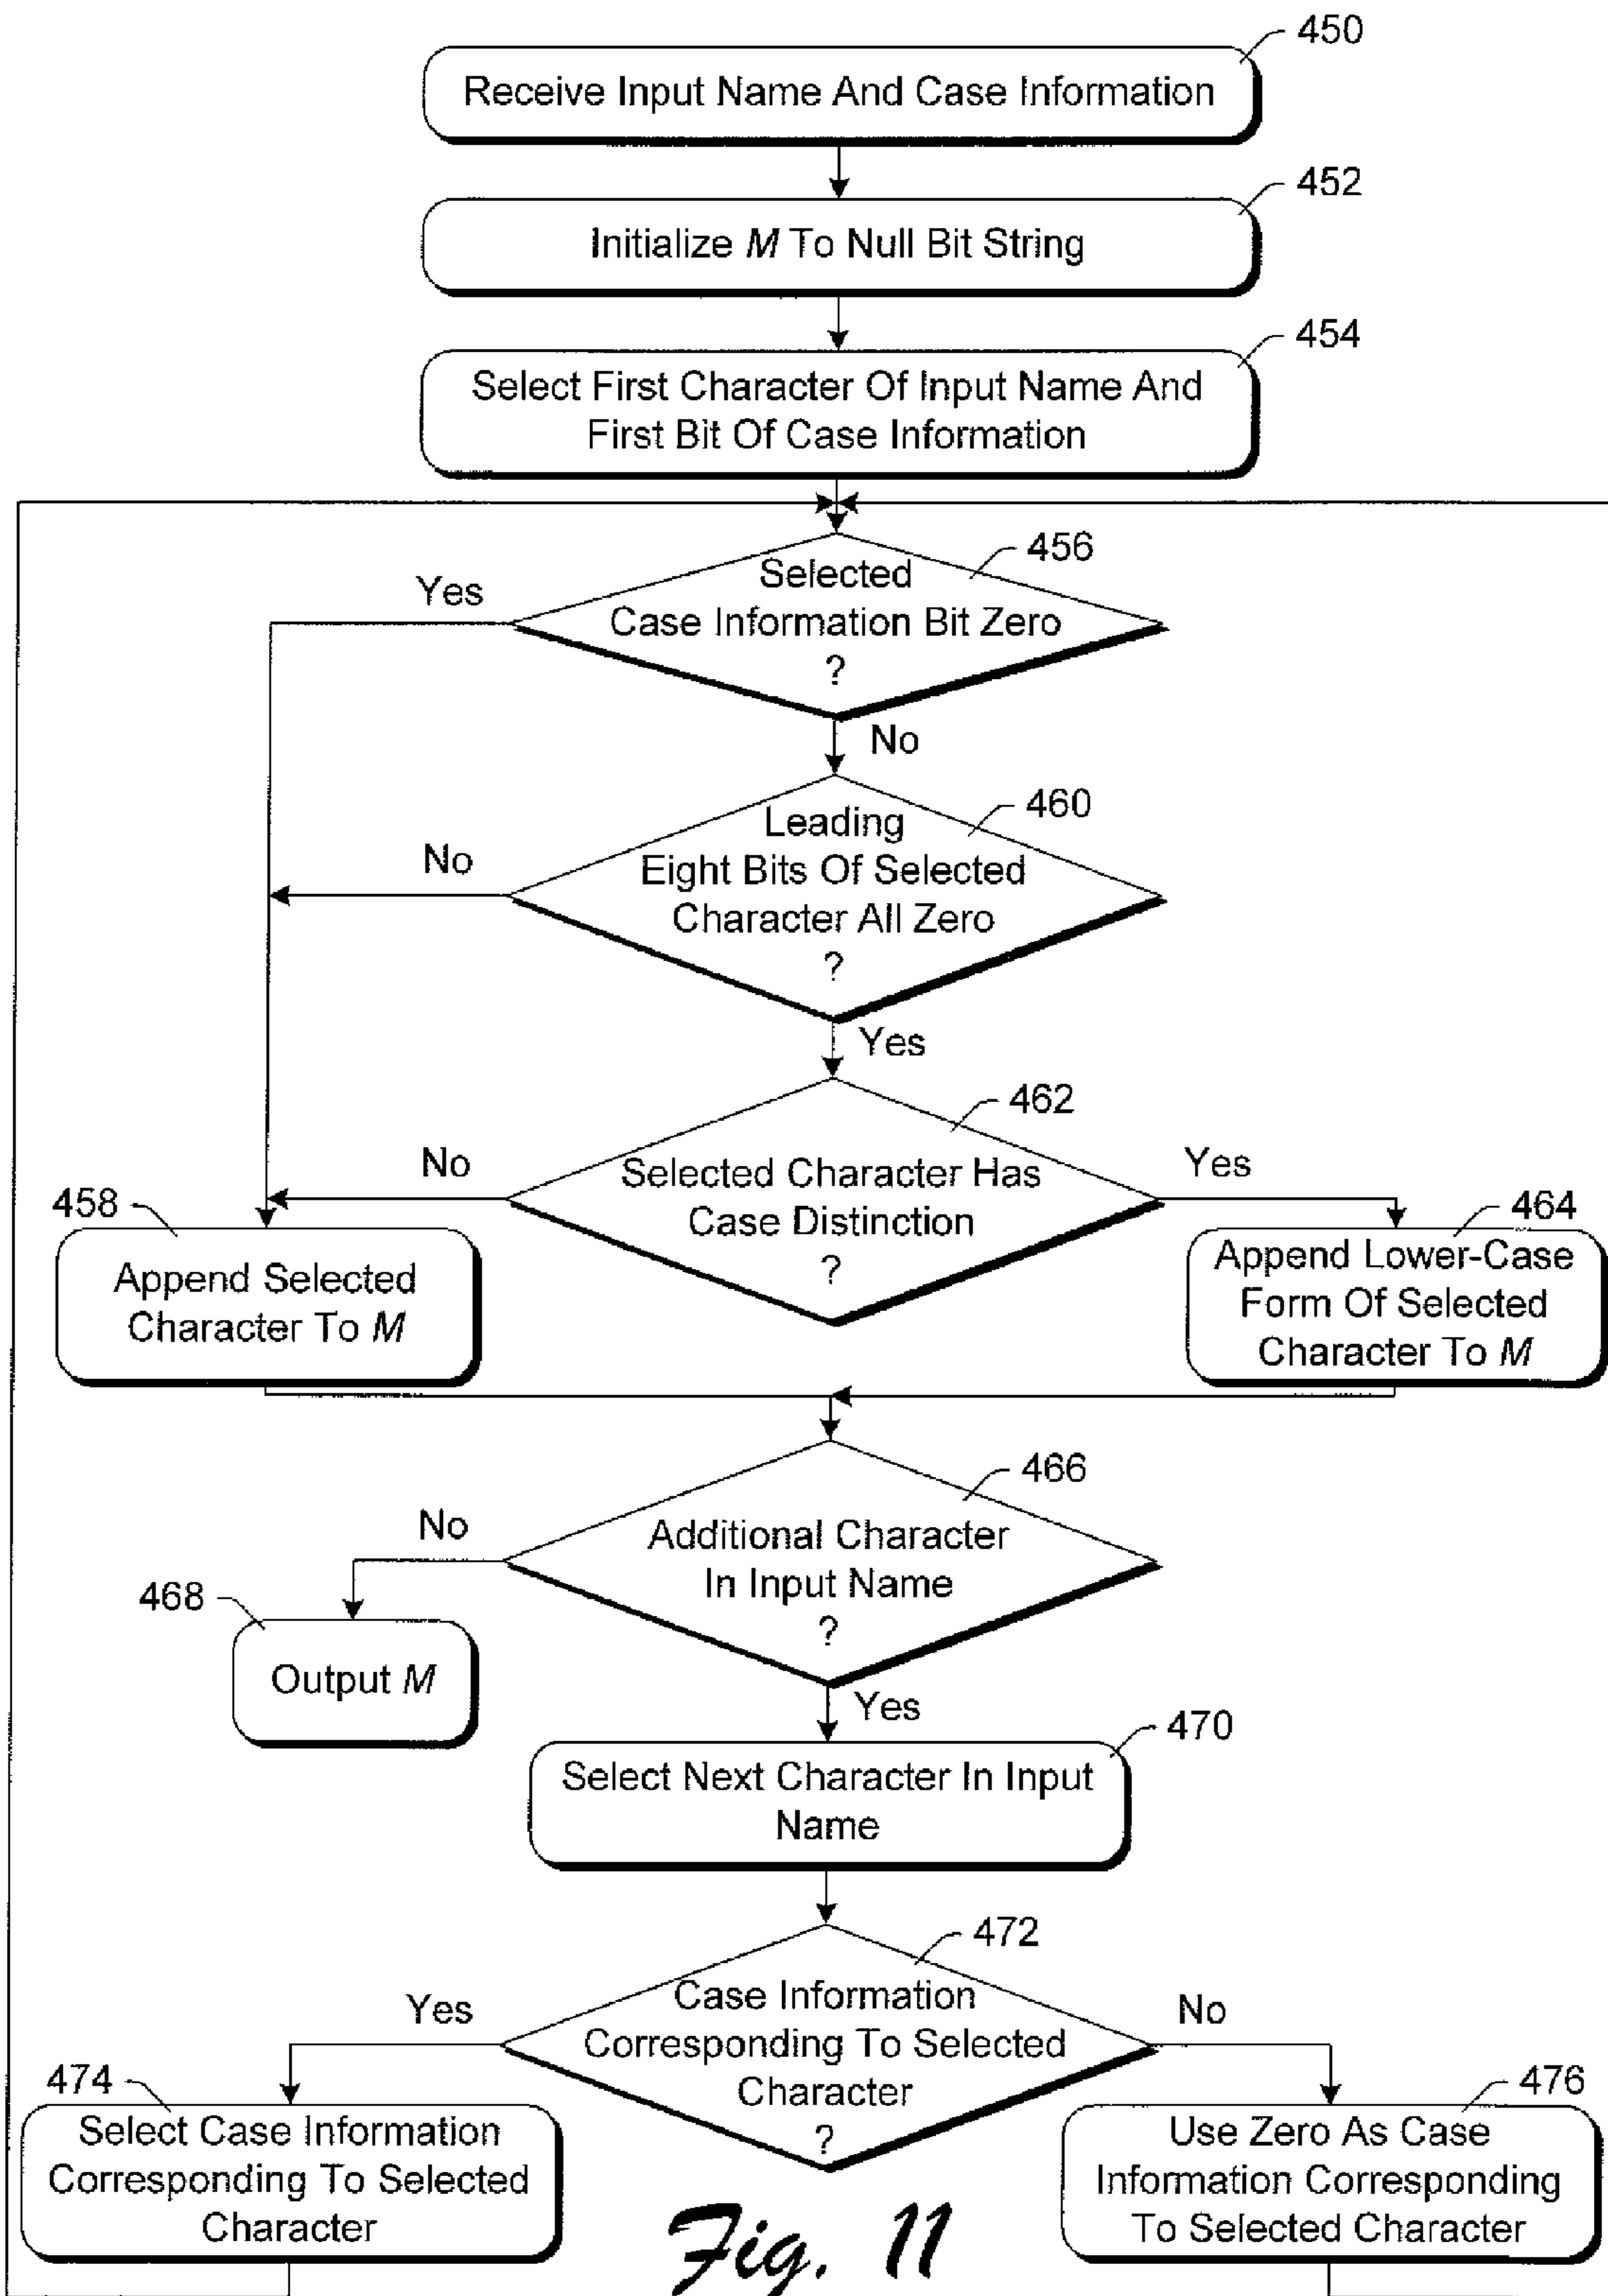 450
Receive Input Name And Case Information
452
Initialize M To Null Bit String
454
Select First Character Of Input Name And
First Bit Of Case Information
456
Selected
Case Information Bit Zero
?
Yes
No
460
Leading
Eight Bits Of Selected
Character All Zero
?
No
Yes
462
Selected Character Has
Case Distinction
?
No
Yes
458
Append Selected
Character To M
464
Append Lower-Case
Form Of Selected
Character To M
466
Additional Character
In Input Name
?
No
468
Output M
Yes
470
Select Next Character In Input
Name
472
Case Information
Corresponding To Selected
Character
?
Yes
No
474
Select Case Information
Corresponding To Selected
Character
476
Use Zero As Case
Information Corresponding
To Selected Character
Fig. 11